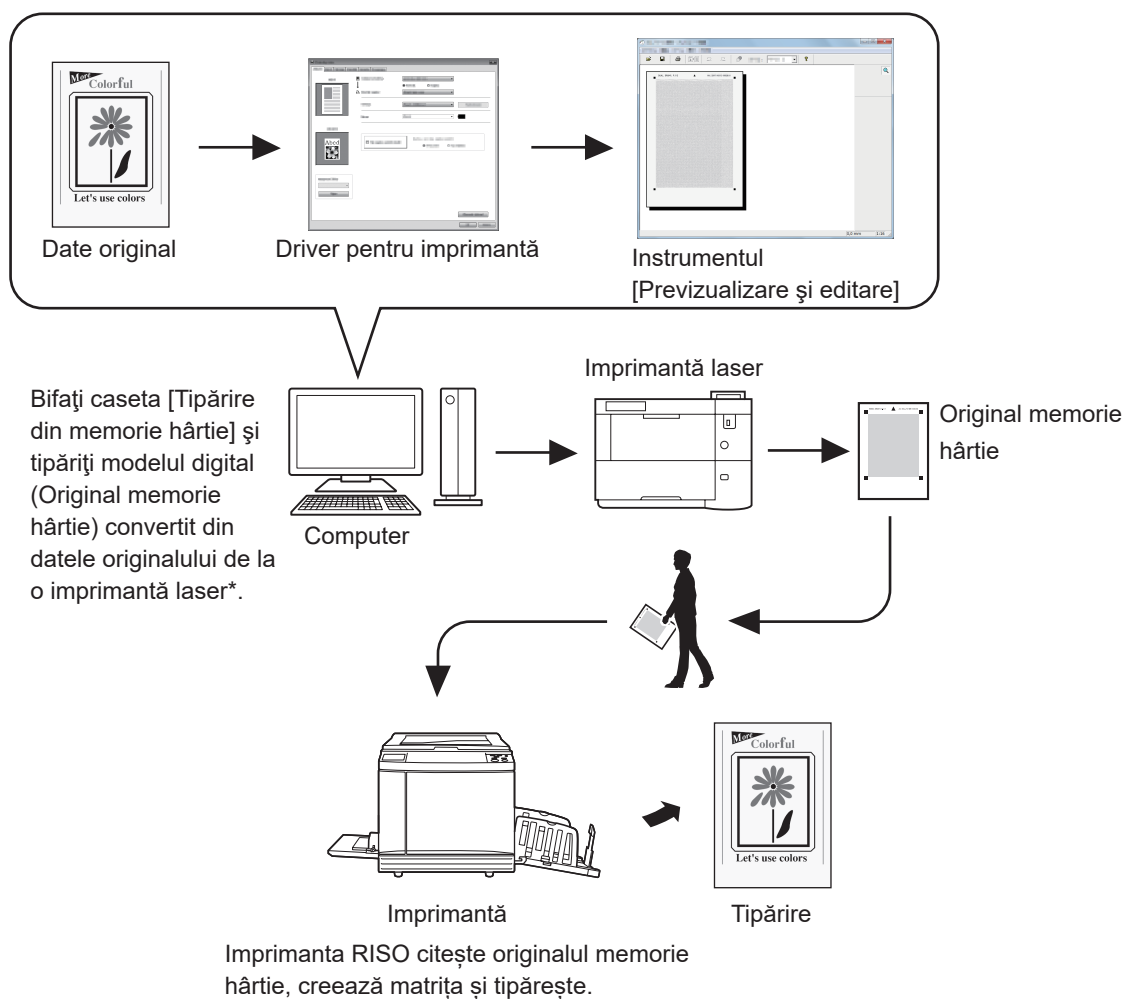 More
Colorful
Let's use colors
Date original
Driver pentru imprimantă
Instrumentul
[Previzualizare şi editare]
Bifaţi caseta [Tipărire
din memorie hârtie] şi
tipăriţi modelul digital
(Original memorie
hârtie) convertit din
datele originalului de la
o imprimantă laser*.
Computer
Imprimantă laser
Original memorie
hârtie
Imprimantă
Imprimanta RISO citește originalul memorie
hârtie, creează matrița și tipărește.
More
Colorful
Let's use colors
Tipărire